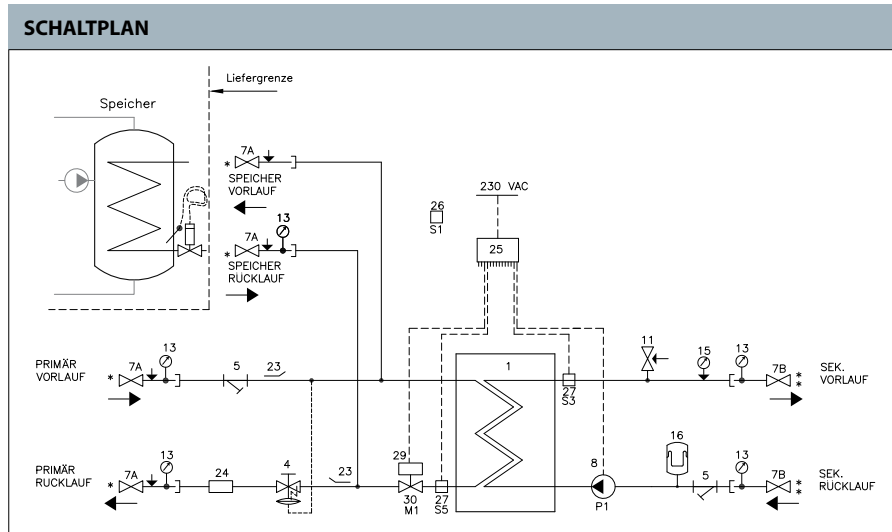 SCHALTPLAN
Liefergrenze
Speicher
* 7A
SPEICHER
VORLAUF
13
* 7A
SPEICHER
RÜCKLAUF
230 VAC
26
S1
25
PRIMÄR
VORLAUF
* 7A
13
5
23
1
27
S3
11
15
13
7B
**
SEK.
VORLAUF
PRIMÄR
RÜCKLAUF
* 7A
13
24
4
23
29
30
M1
27
S5
8
P1
16
5
13
7B
**
SEK.
RÜCKLAUF